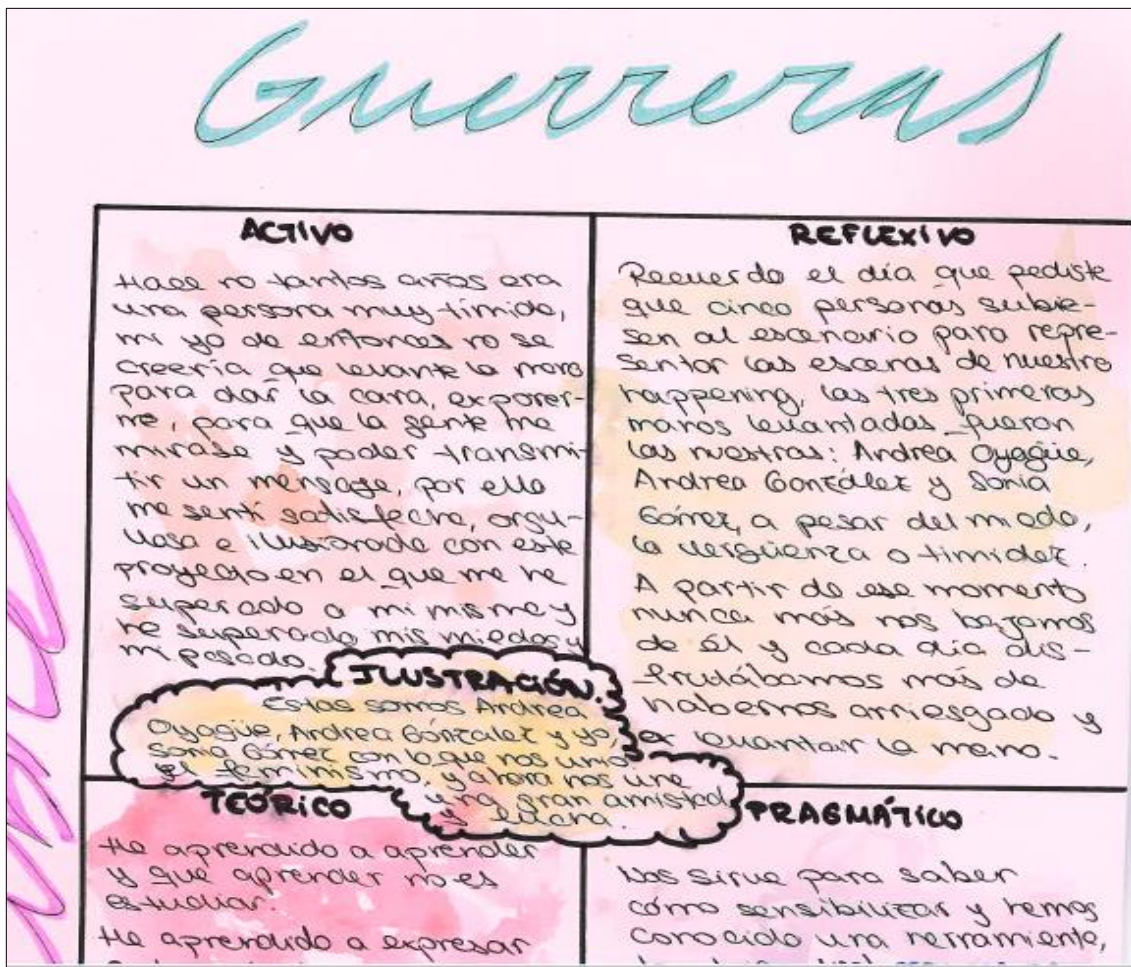 Guerreras
ACTIVO
Hace no tantos años era
una persona muy tímida,
mi yo de entonces no se
creería que levante la mano
para dar la cara, exponer-
me, para que la gente me
mirase y poder transmi-
tir un mensaje, por ello
me sentí satisfecha, orgu-
llosa e ilusionada con este
proyecto en el que me he
superado a mi misma y
he superado mis miedos y
mi pasado.
REFLEXIVO
Recuerdo el día que pediste
que cinco personas subie-
sen al escenario para repre-
sentar las escenas de nuestro
happening, las tres primeras
manos levantadas fueron
las nuestras: Andrea Oyagüe,
Andrea González y Sonia
Gómez, a pesar del miedo,
la vergüenza o timidez.
A partir de ese momento
nunca más nos bajamos
de él y cada día dis-
frutábamos más de
habernos arriesgado y
levantar la mano.
ILUSTRACIÓN.
Estas somos Andrea
Oyagüe, Andrea Gónzalez y yo,
Sonia Gómez con lo que nos unió
el feminismo, y ahora nos une
una gran amistad
y lucha.
TEÓRICO
He aprendido a aprender
y que aprender no es
estudiar.
He aprendido a expresar
PRAGMÁTICO
Nos sirve para saber
cómo sensibilizar y hemos
conocido una herramienta,